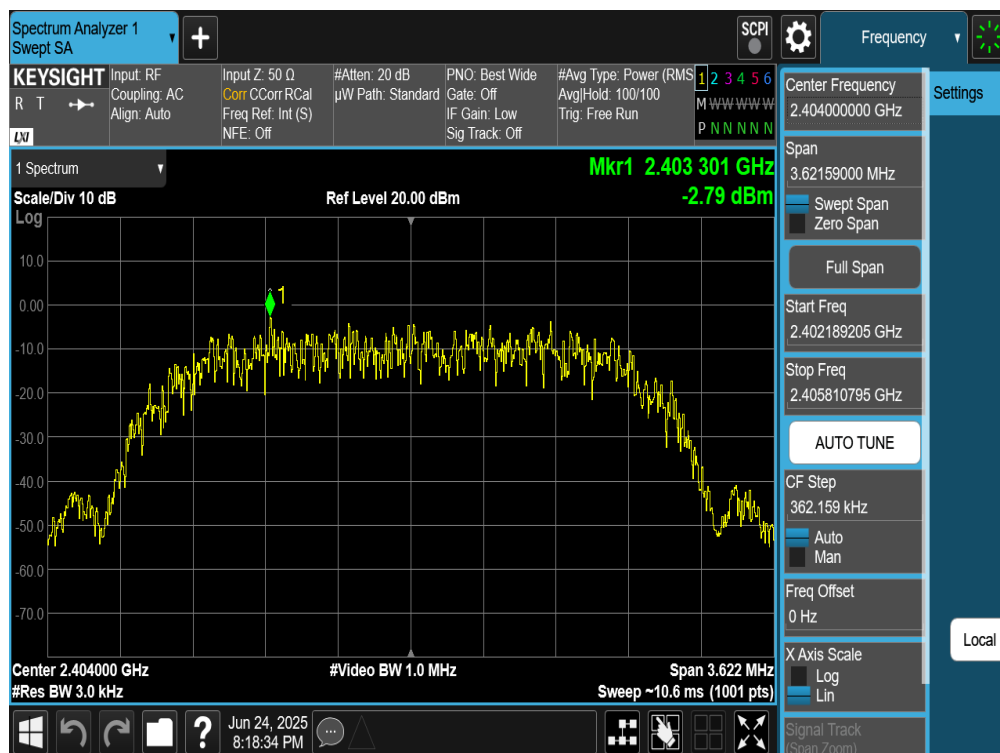 Spectrum Analyzer 1
Swept SA
+
SCPI
Frequency
KEYSIGHT
R T
LXI
Input: RF
Coupling: AC
Align: Auto
Input Z: 50 Ω
Corr CCorr RCal
Freq Ref: Int (S)
NFE: Off
#Atten: 20 dB
µW Path: Standard
PNO: Best Wide
Gate: Off
IF Gain: Low
Sig Track: Off
#Avg Type: Power (RMS
Avg|Hold: 100/100
Trig: Free Run
1 2 3 4 5 6
M W W W W W
P N N N N N
1 Spectrum
Scale/Div 10 dB
Ref Level 20.00 dBm
Mkr1 2.403 301 GHz
-2.79 dBm
Log
10.0
0.00
-10.0
-20.0
-30.0
-40.0
-50.0
-60.0
-70.0
1
Center 2.404000 GHz
#Res BW 3.0 kHz
#Video BW 1.0 MHz
Span 3.622 MHz
Sweep ~10.6 ms (1001 pts)
Center Frequency
2.404000000 GHz
Settings
Span
3.62159000 MHz
Swept Span
Zero Span
Full Span
Start Freq
2.402189205 GHz
Stop Freq
2.405810795 GHz
AUTO TUNE
CF Step
362.159 kHz
Auto
Man
Freq Offset
0 Hz
Local
X Axis Scale
Log
Lin
Signal Track
(Span Zoom)
?
Jun 24, 2025
8:18:34 PM